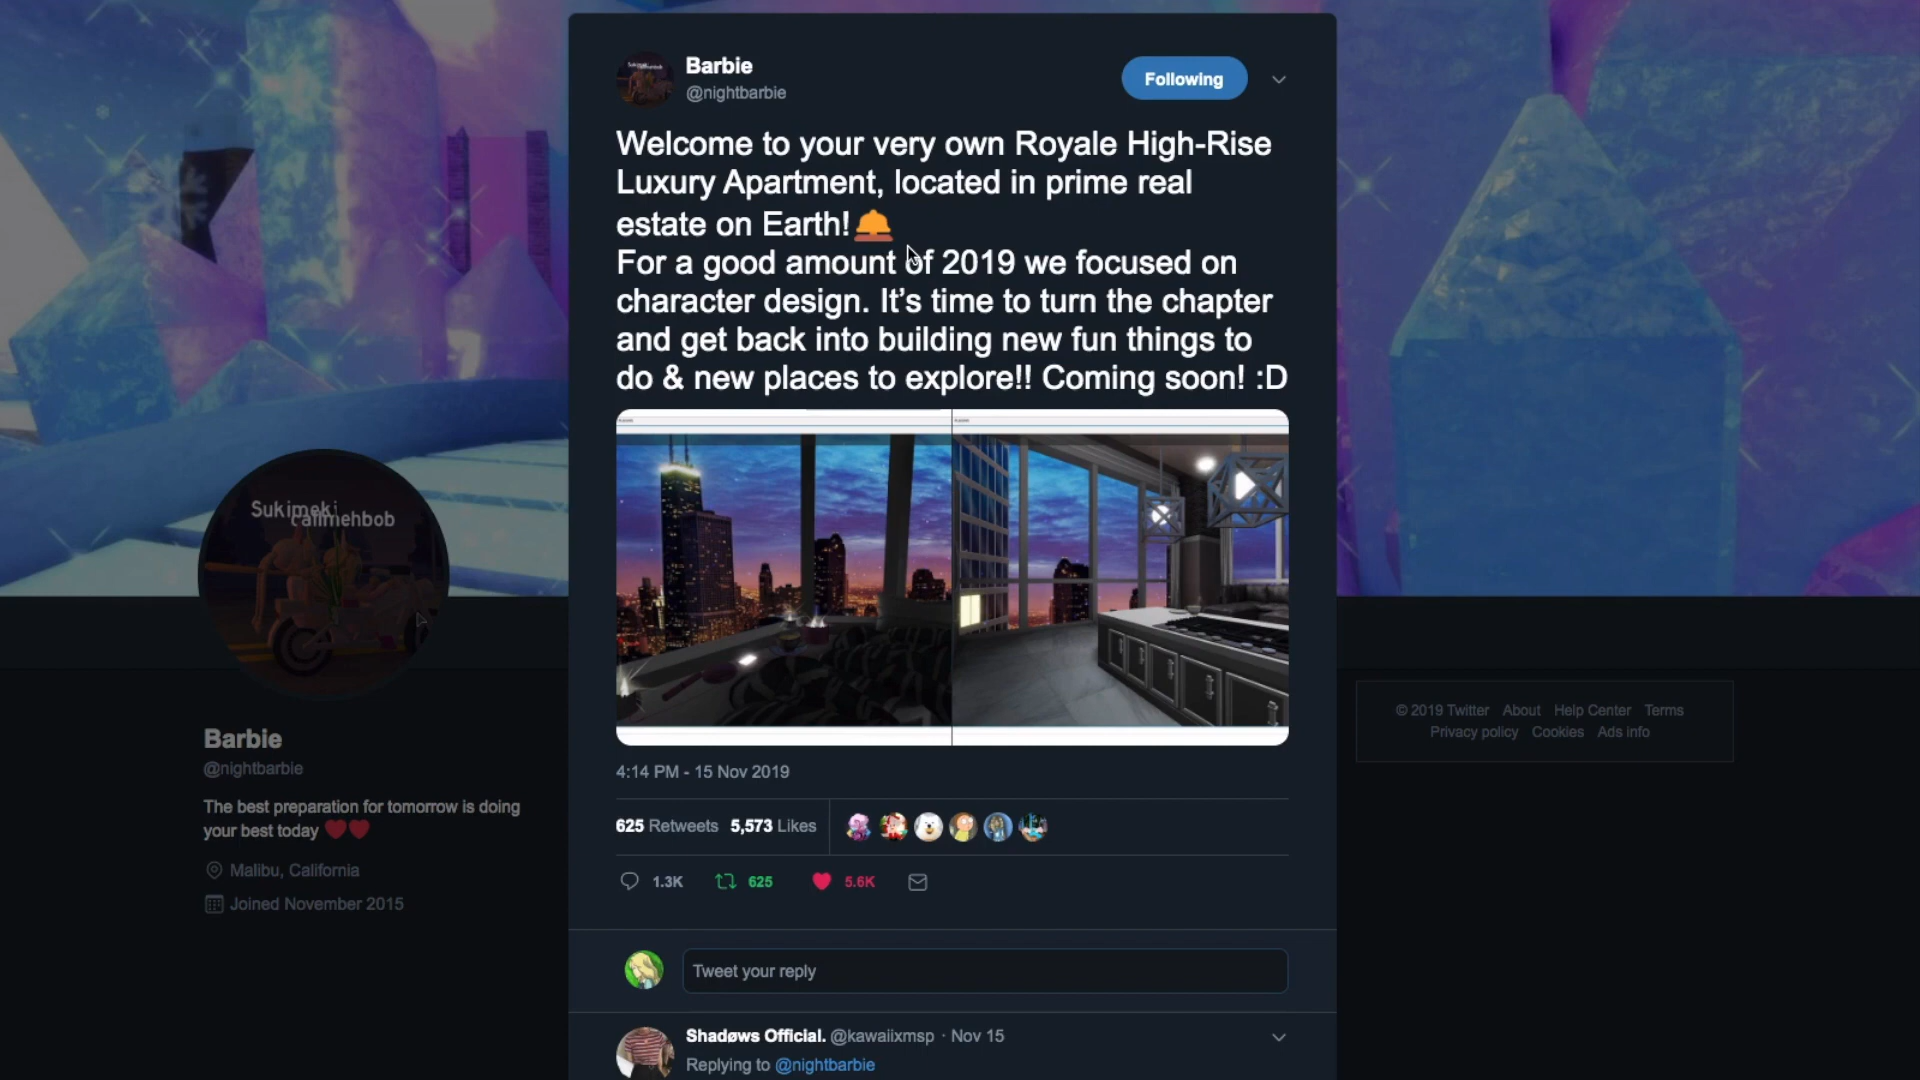 Barbie
@nightbarbie
Following
Welcome to your very own Royale High-Rise
Luxury Apartment, located in prime real
estate on Earth!
For a good amount of 2019 we focused on
character design. It's time to turn the chapter
and get back into building new fun things to
do & new places to explore!! Coming soon! :D
4:14 PM - 15 Nov 2019
625 Retweets 5,573 Likes
1.3K 625 5.6K
Tweet your reply
Shadøws Official. @kawaiixmsp · Nov 15
Replying to @nightbarbie
Sukimeki
calimehbob
Barbie
@nightbarbie
The best preparation for tomorrow is doing
your best today
Malibu, California
Joined November 2015
© 2019 Twitter About Help Center Terms
Privacy policy Cookies Ads info